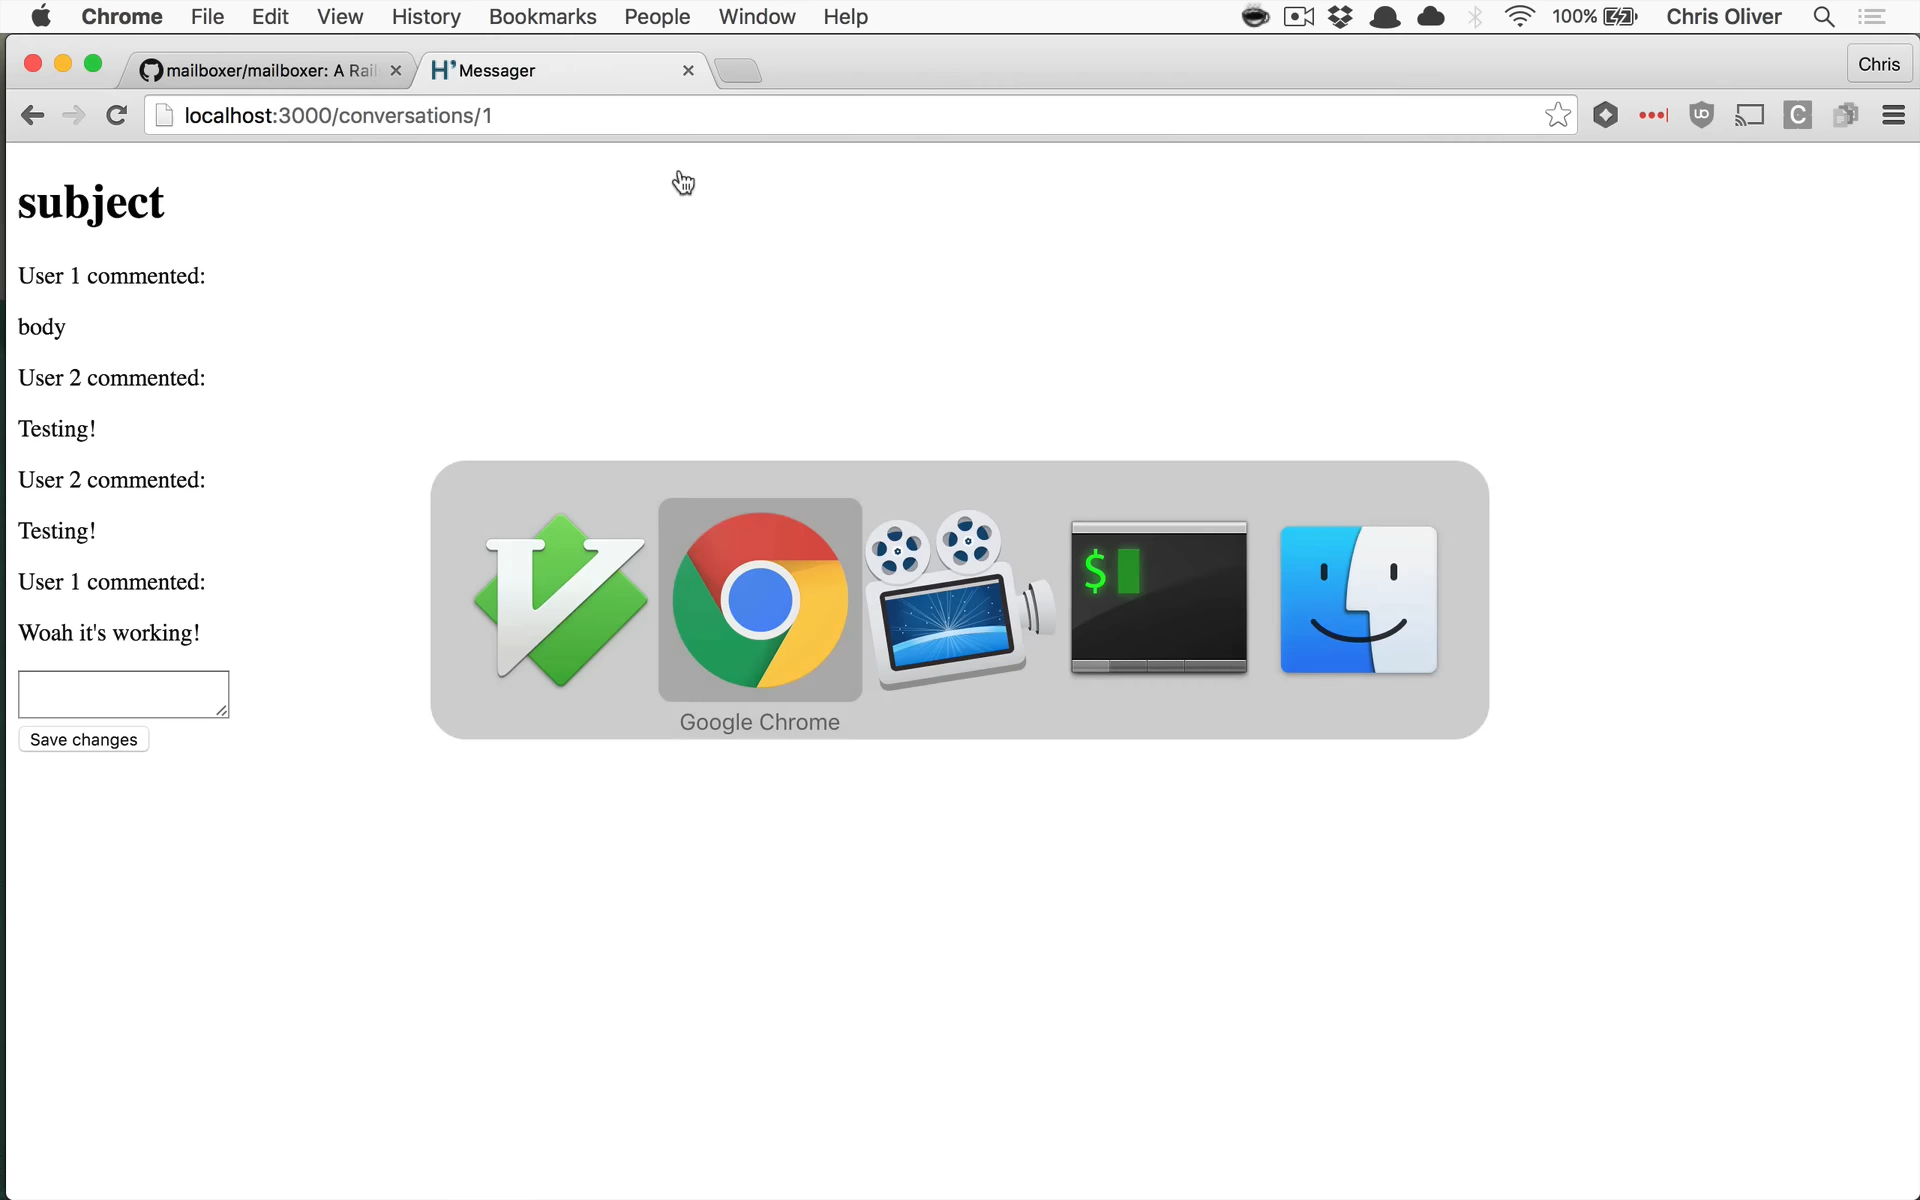 Chrome File Edit View History Bookmarks People Window Help 100% Chris Oliver
mailboxer/mailboxer: A Rail H' Messager Chris
localhost:3000/conversations/1
subject
User 1 commented:
body
User 2 commented:
Testing!
User 2 commented:
Testing!
User 1 commented:
Woah it's working!
Save changes
$
Google Chrome